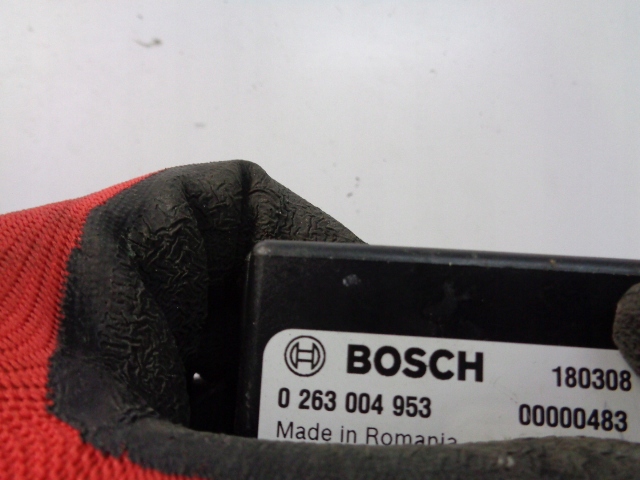 BOSCH 180308
0 263 004 953 00000483
Made in Romania